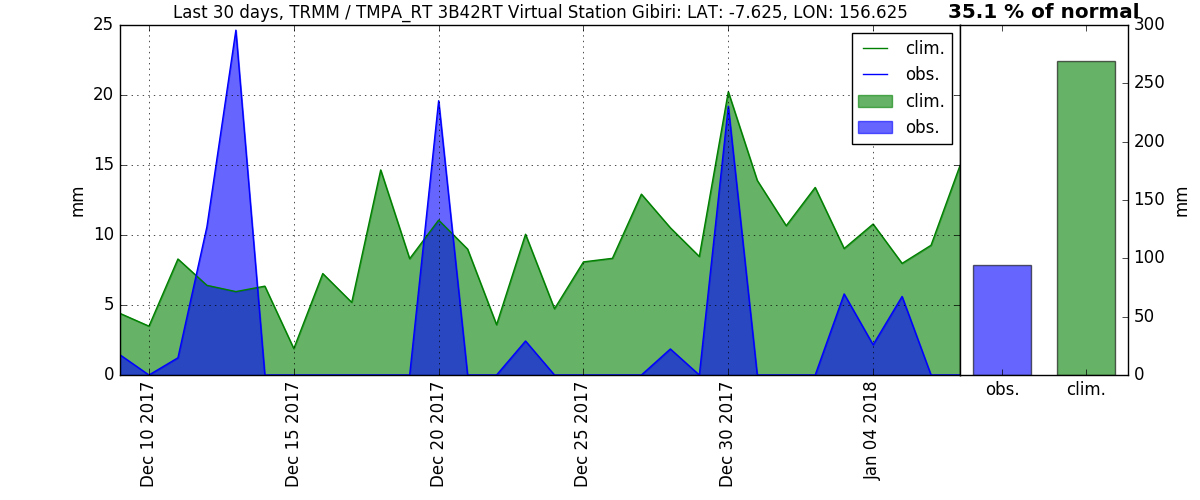 Last 30 days, TRMM / TMPA_RT 3B42RT Virtual Station Gibiri: LAT: -7.625, LON: 156.625
35.1 % of normal
mm
25
20
15
10
5
0
clim.
obs.
clim.
obs.
Dec 10 2017
Dec 15 2017
Dec 20 2017
Dec 25 2017
Dec 30 2017
Jan 04 2018
300
250
200
150
100
50
0
mm
obs.
clim.